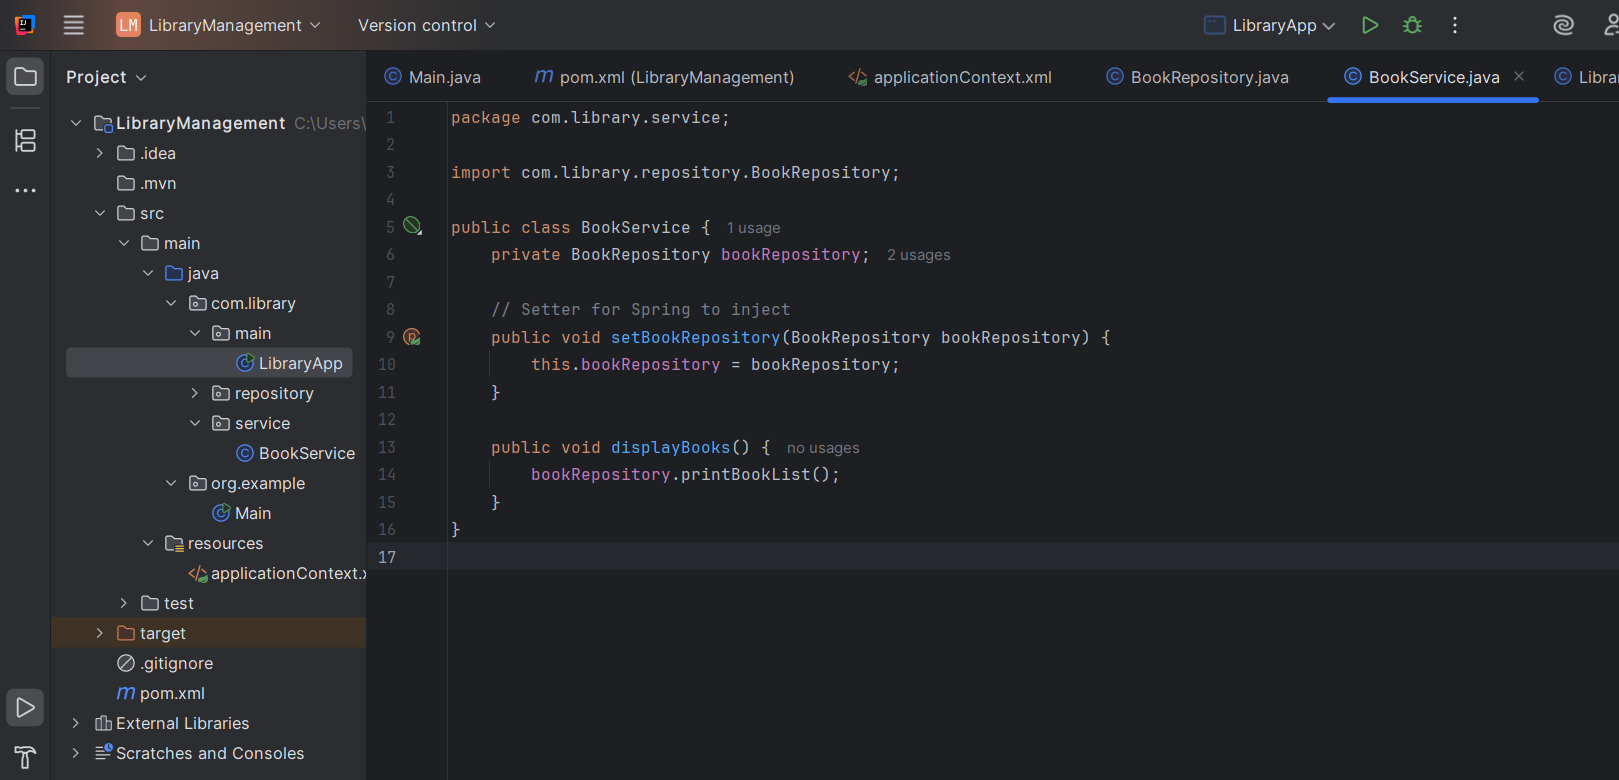 LM LibraryManagement Version control LibraryApp
Project
Main.java pom.xml (LibraryManagement) applicationContext.xml BookRepository.java BookService.java Librar
LibraryManagement C:\Users\
.idea
.mvn
src
main
java
com.library
main
LibraryApp
repository
service
BookService
org.example
Main
resources
applicationContext.x
test
target
.gitignore
pom.xml
External Libraries
Scratches and Consoles
1 package com.library.service;
2
3 import com.library.repository.BookRepository;
4
5 public class BookService { 1 usage
6 private BookRepository bookRepository; 2 usages
7
8 // Setter for Spring to inject
9 public void setBookRepository(BookRepository bookRepository) {
10 this.bookRepository = bookRepository;
11 }
12
13 public void displayBooks() { no usages
14 bookRepository.printBookList();
15 }
16 }
17